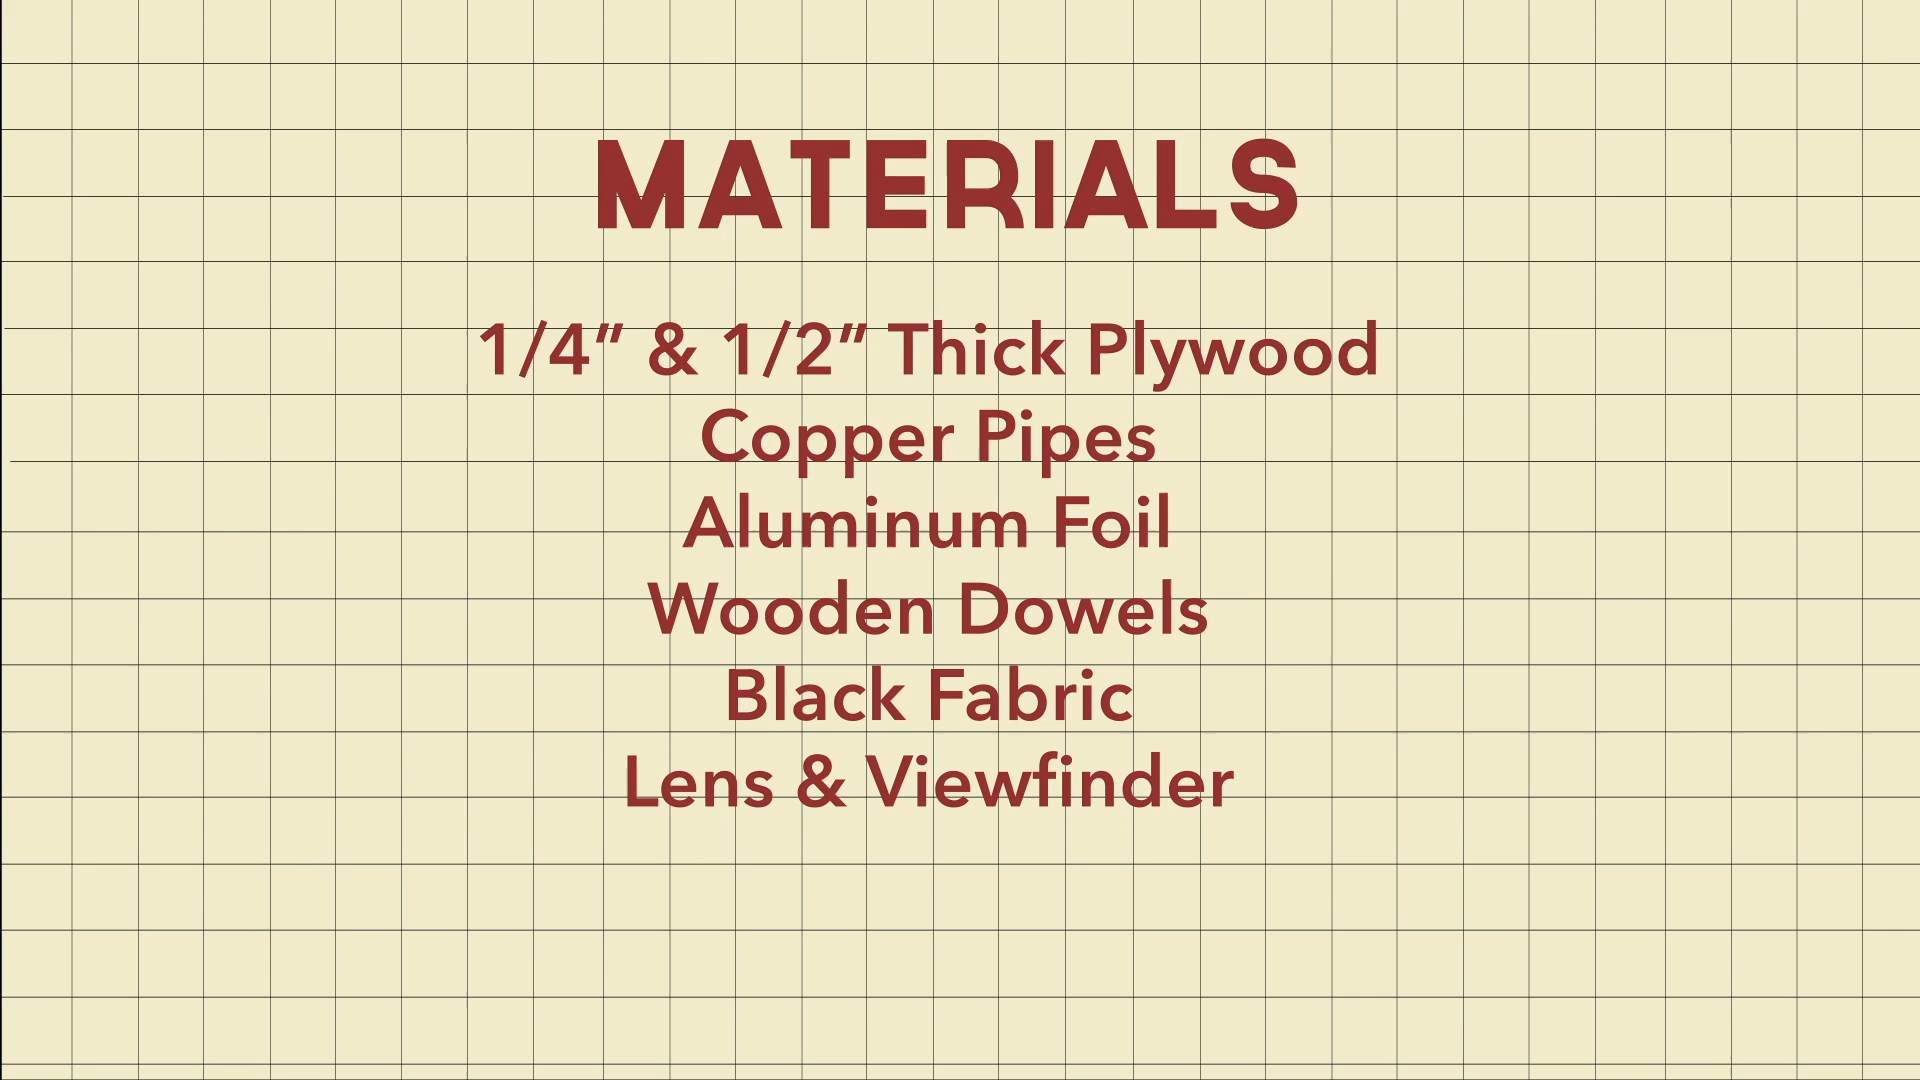 MATERIALS
1/4″ & 1/2″ Thick Plywood
Copper Pipes
Aluminum Foil
Wooden Dowels
Black Fabric
Lens & Viewfinder